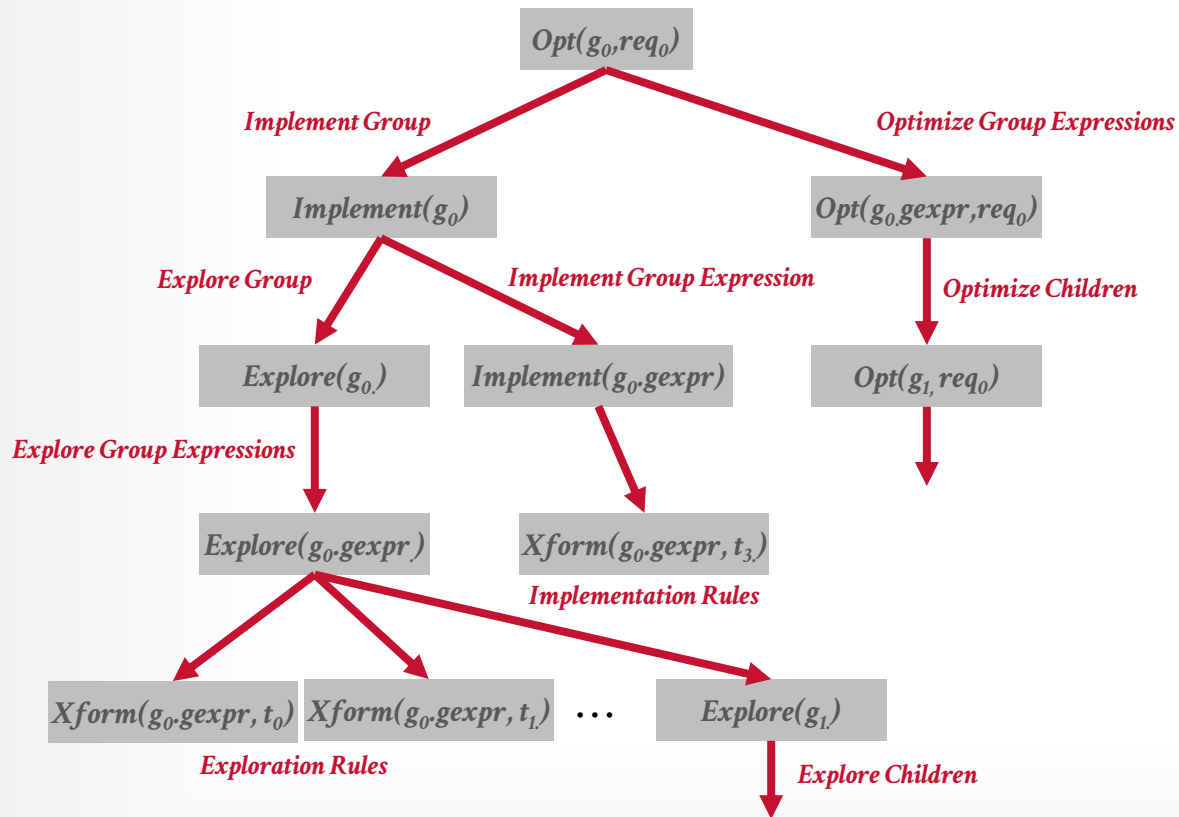 Opt(g₀,req₀)
Implement Group
Optimize Group Expressions
Implement(g₀)
Opt(g₀.gexpr,req₀)
Explore Group
Implement Group Expression
Optimize Children
Explore(g₀.)
Implement(g₀.gexpr)
Opt(g₁, req₀)
Explore Group Expressions
Explore(g₀.gexpr.)
Xform(g₀.gexpr, t₃.)
Implementation Rules
Xform(g₀.gexpr, t₀)
Xform(g₀.gexpr, t₁.)
...
Explore(g₁.)
Exploration Rules
Explore Children